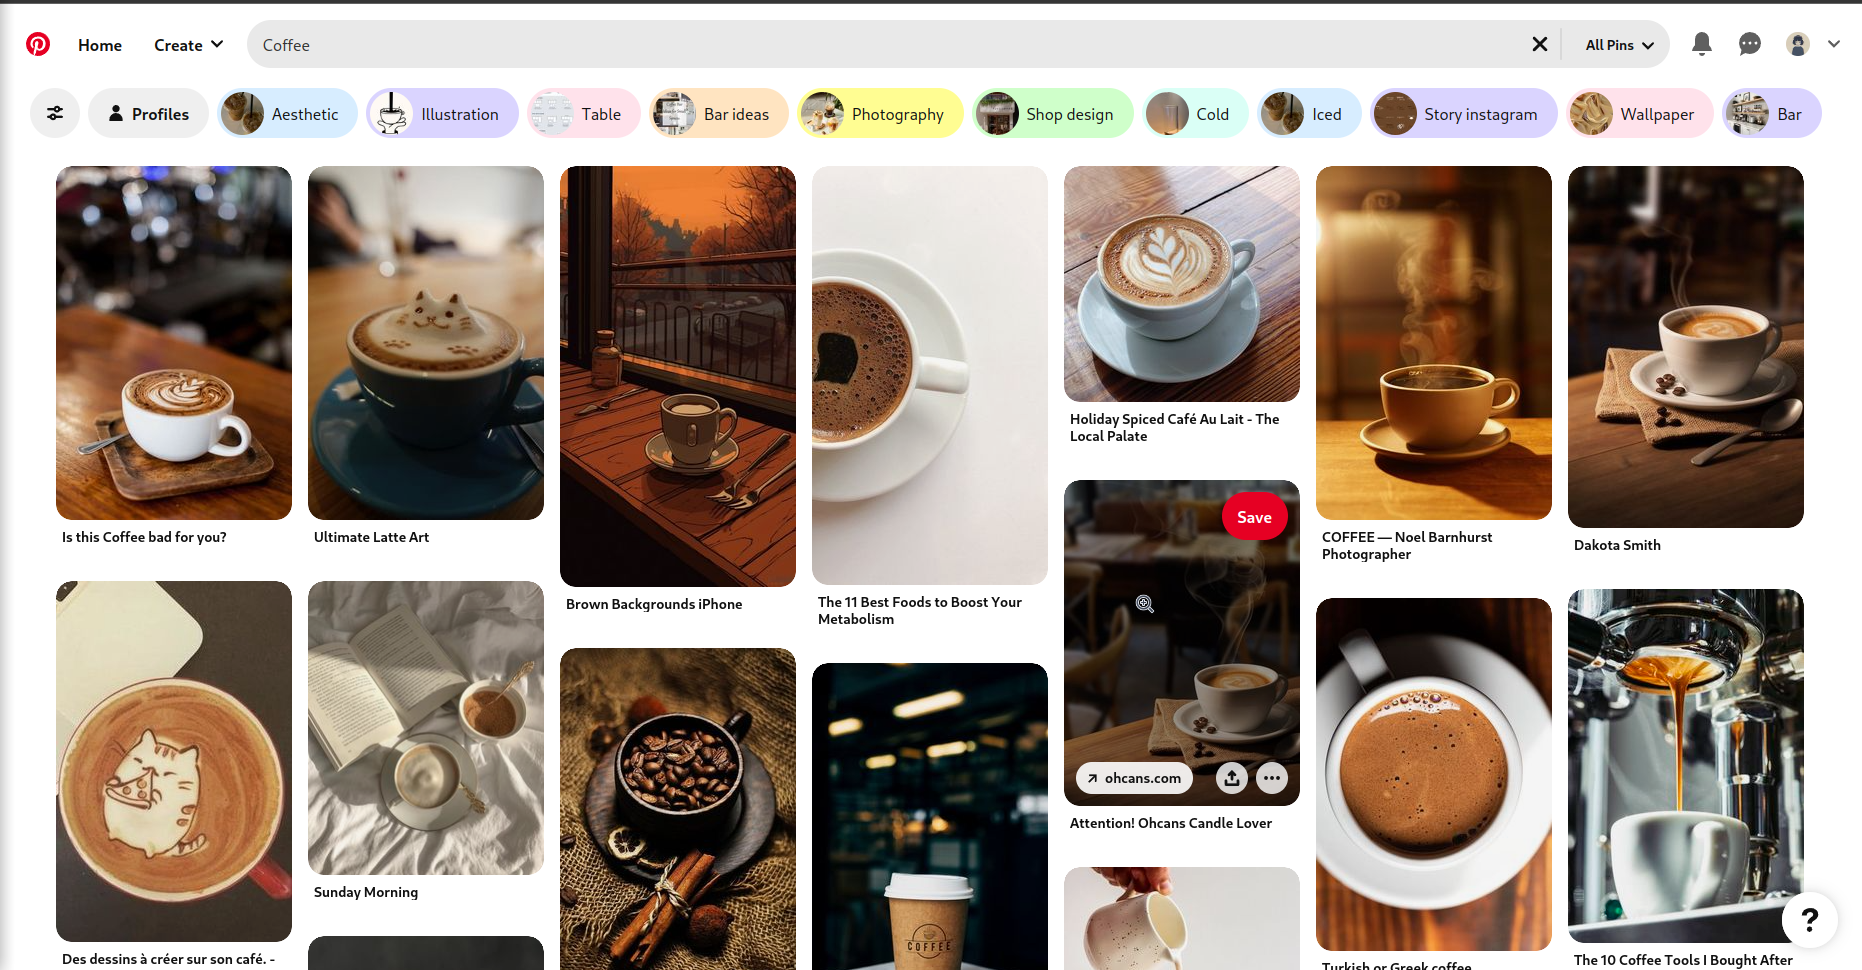 Home
Create
Coffee
All Pins
Profiles
Aesthetic
Illustration
Table
Bar ideas
Photography
Shop design
Cold
Iced
Story instagram
Wallpaper
Bar
Is this Coffee bad for you?
Ultimate Latte Art
Brown Backgrounds iPhone
The 11 Best Foods to Boost Your
Metabolism
Holiday Spiced Café Au Lait - The
Local Palate
Save
COFFEE — Noel Barnhurst
Photographer
Dakota Smith
ohcans.com
Attention! Ohcans Candle Lover
Sunday Morning
COFFEE
Des dessins à créer sur son café. -
Turkish or Greek coffee
The 10 Coffee Tools I Bought After
?